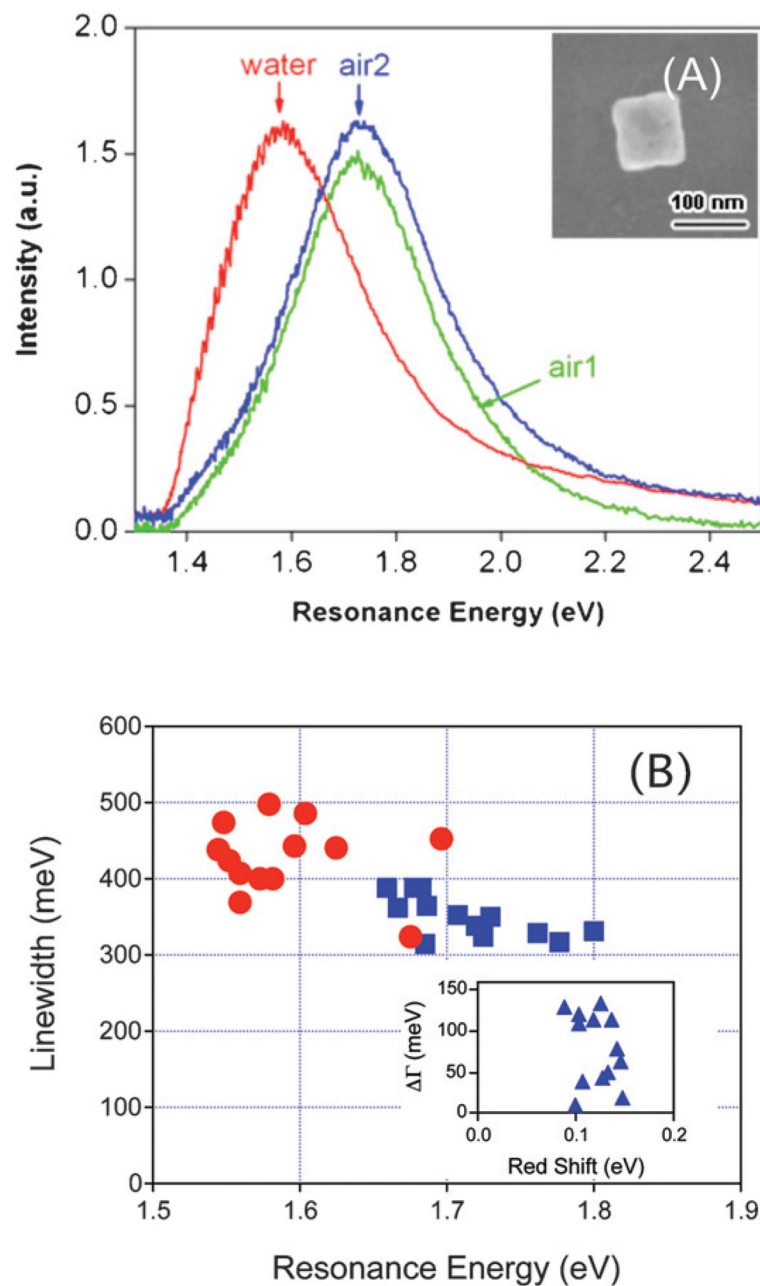 2.0
water
air2
(A)
1.5
100 nm
Intensity (a.u.)
1.0
air1
0.5
0.0
1.4 1.6 1.8 2.0 2.2 2.4
Resonance Energy (eV)
600
(B)
500
400
Linewidth (meV)
300
200
100
0
150
100
50
0
ΔΓ (meV)
0.0 0.1 0.2
Red Shift (eV)
1.5 1.6 1.7 1.8 1.9
Resonance Energy (eV)